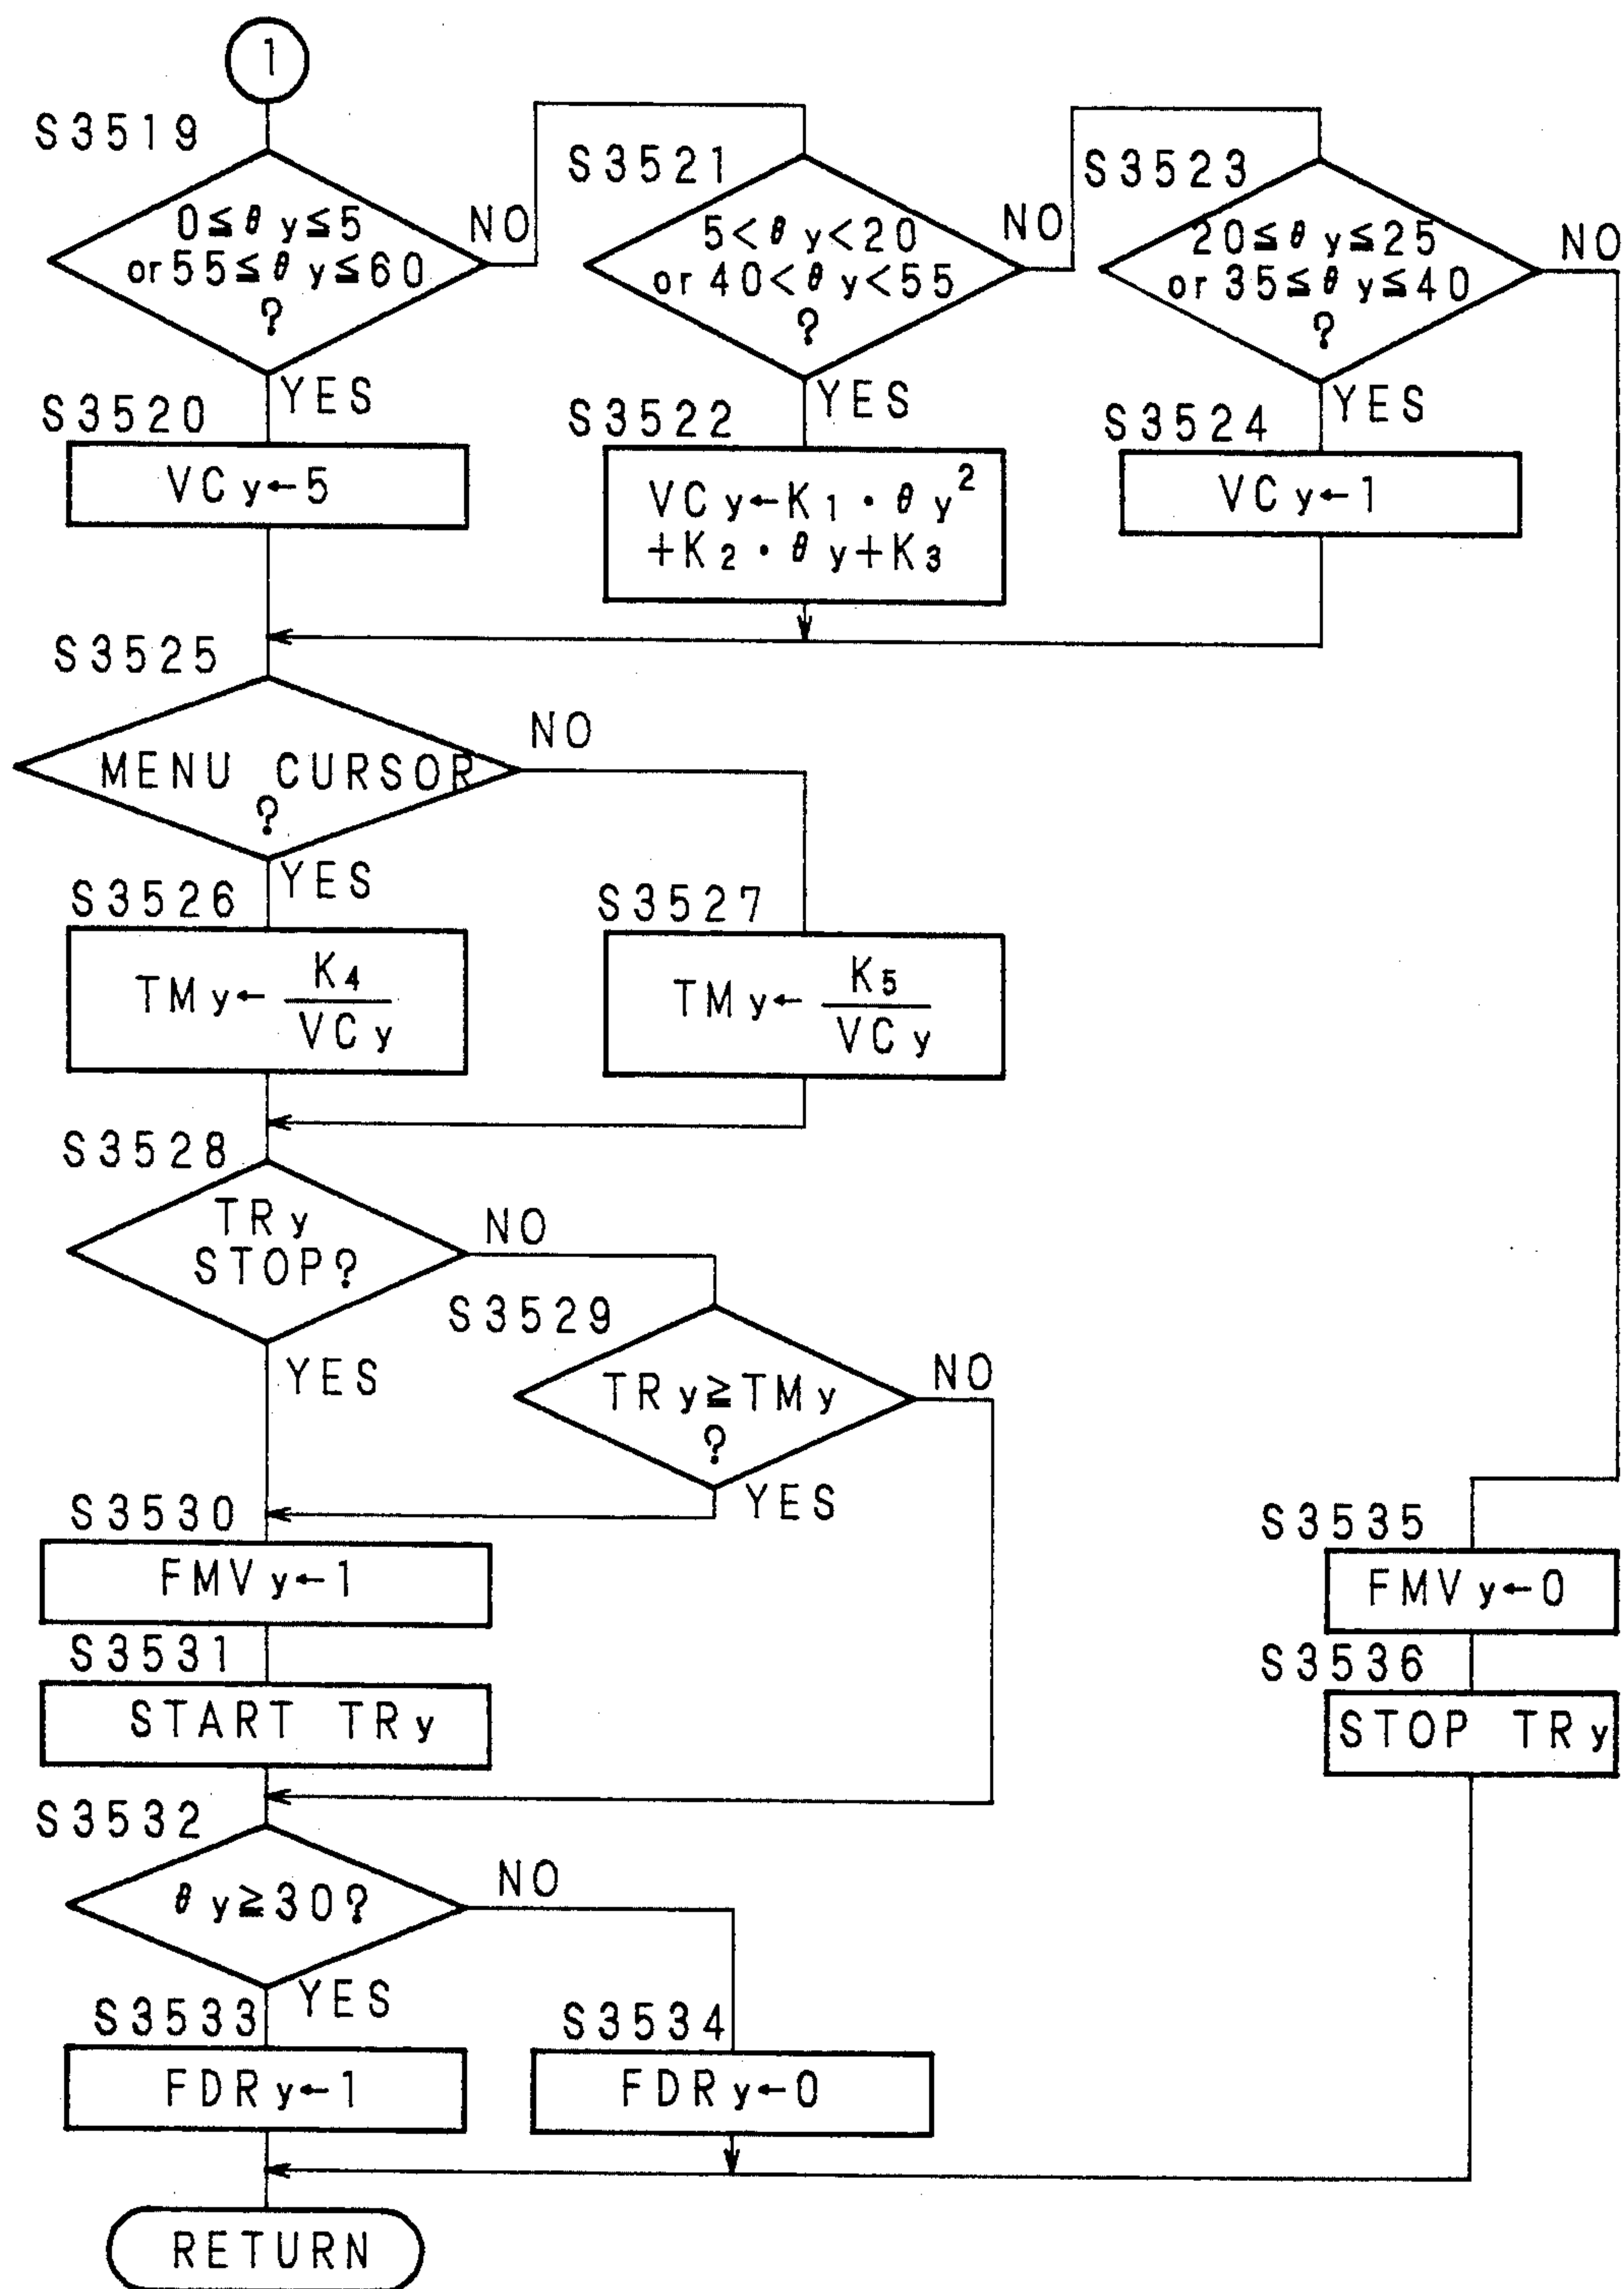 1
S3519
0≦θy≦5
or 55≦θy≦60
?
NO
YES
S3520
VCy←5
S3521
5<θy<20
or 40<θy<55
?
NO
YES
S3522
VCy←K1・θy²
+K2・θy+K3
S3523
20≦θy≦25
or 35≦θy≦40
?
NO
YES
S3524
VCy←1
S3525
MENU CURSOR
?
NO
YES
S3526
TMy← K4
VCy
S3527
TMy← K5
VCy
S3528
TRy
STOP?
NO
YES
S3529
TRy≧TMy
?
NO
YES
S3530
FMVy←1
S3531
START TRy
S3532
θy≧30?
NO
YES
S3533
FDRy←1
S3534
FDRy←0
S3535
FMVy←0
S3536
STOP TRy
RETURN